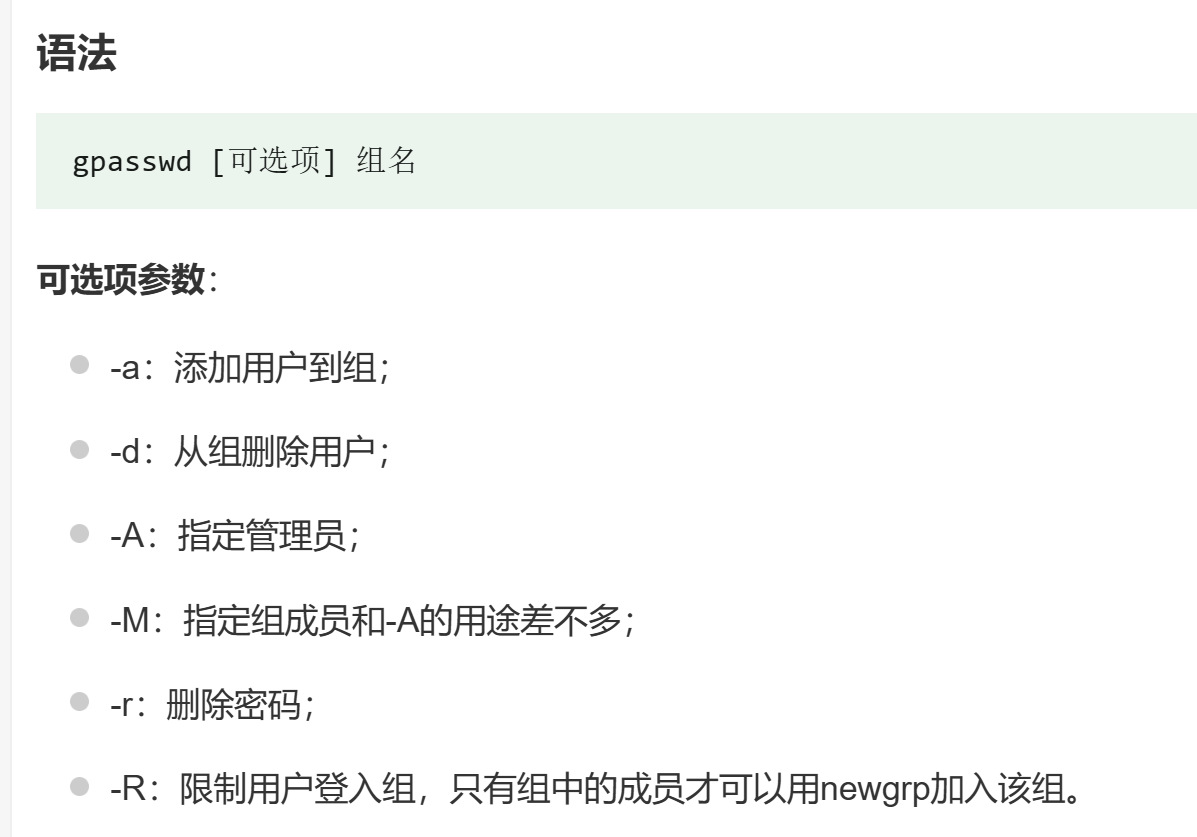 语法
gpasswd [可选项] 组名
可选项参数：
-a：添加用户到组；
-d：从组删除用户；
-A：指定管理员；
-M：指定组成员和-A的用途差不多；
-r：删除密码；
-R：限制用户登入组，只有组中的成员才可以用newgrp加入该组。